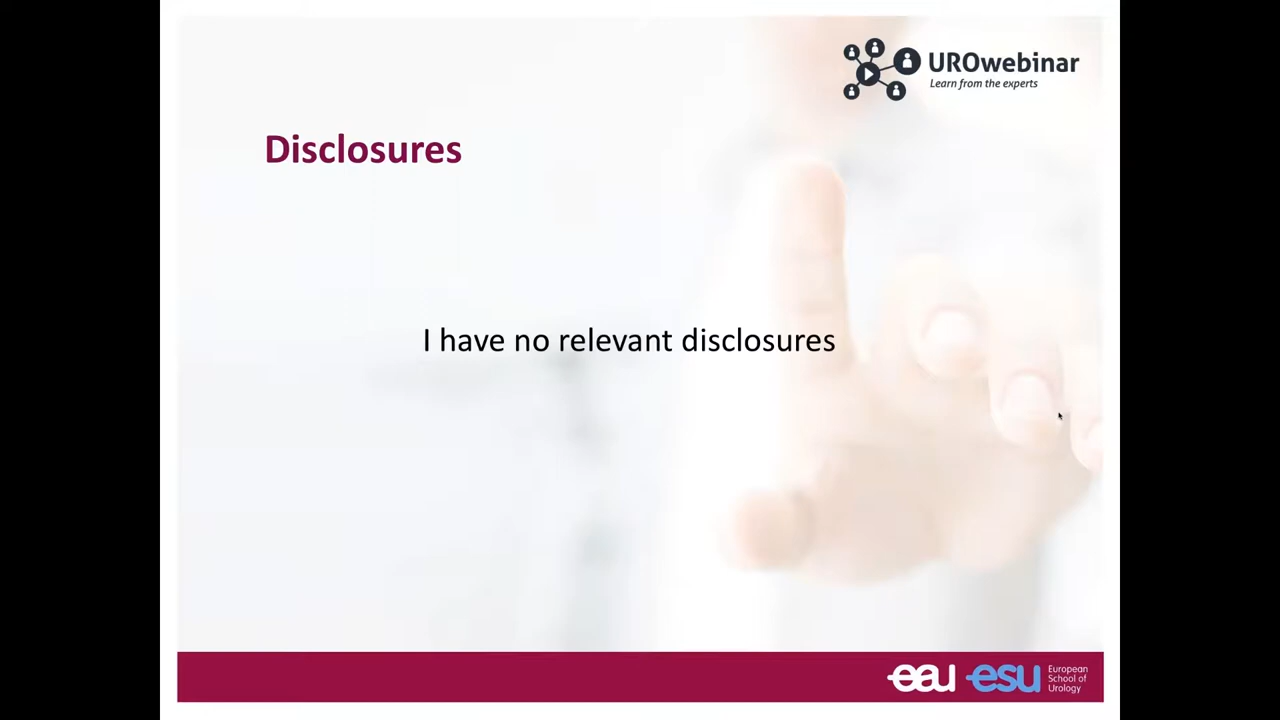 UROwebinar
Learn from the experts
Disclosures
I have no relevant disclosures
eau esu European
School of
Urology